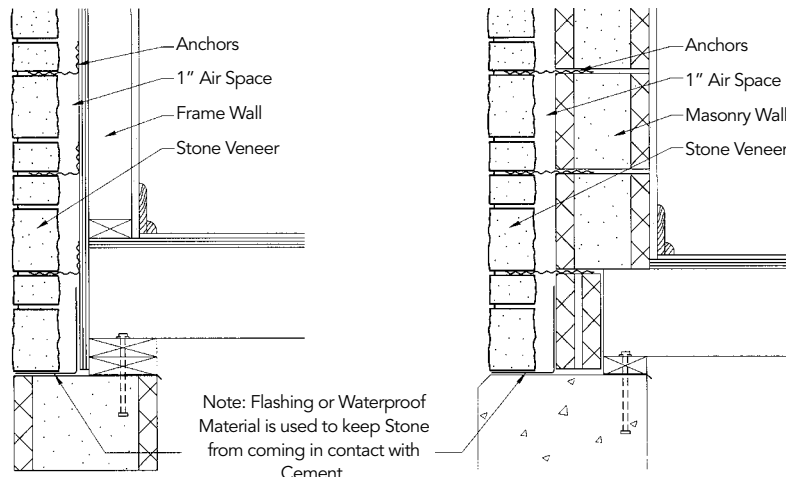 Anchors
1” Air Space
Frame Wall
Stone Veneer
Anchors
1” Air Space
Masonry Wall
Stone Veneer
Note: Flashing or Waterproof
Material is used to keep Stone
from coming in contact with
Cement